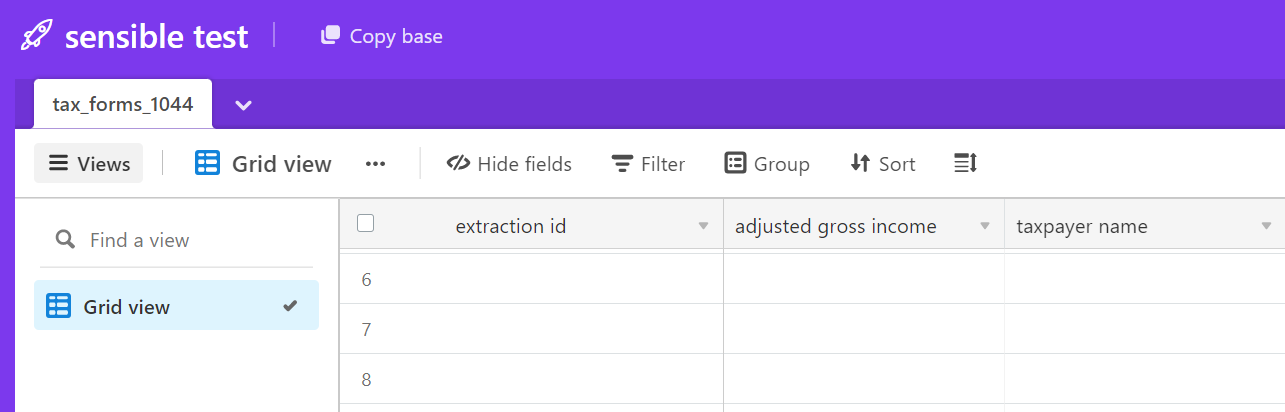 sensible test
Copy base
tax_forms_1044
Views
Grid view
Hide fields
Filter
Group
Sort
Find a view
Grid view
extraction id
adjusted gross income
taxpayer name
6
7
8